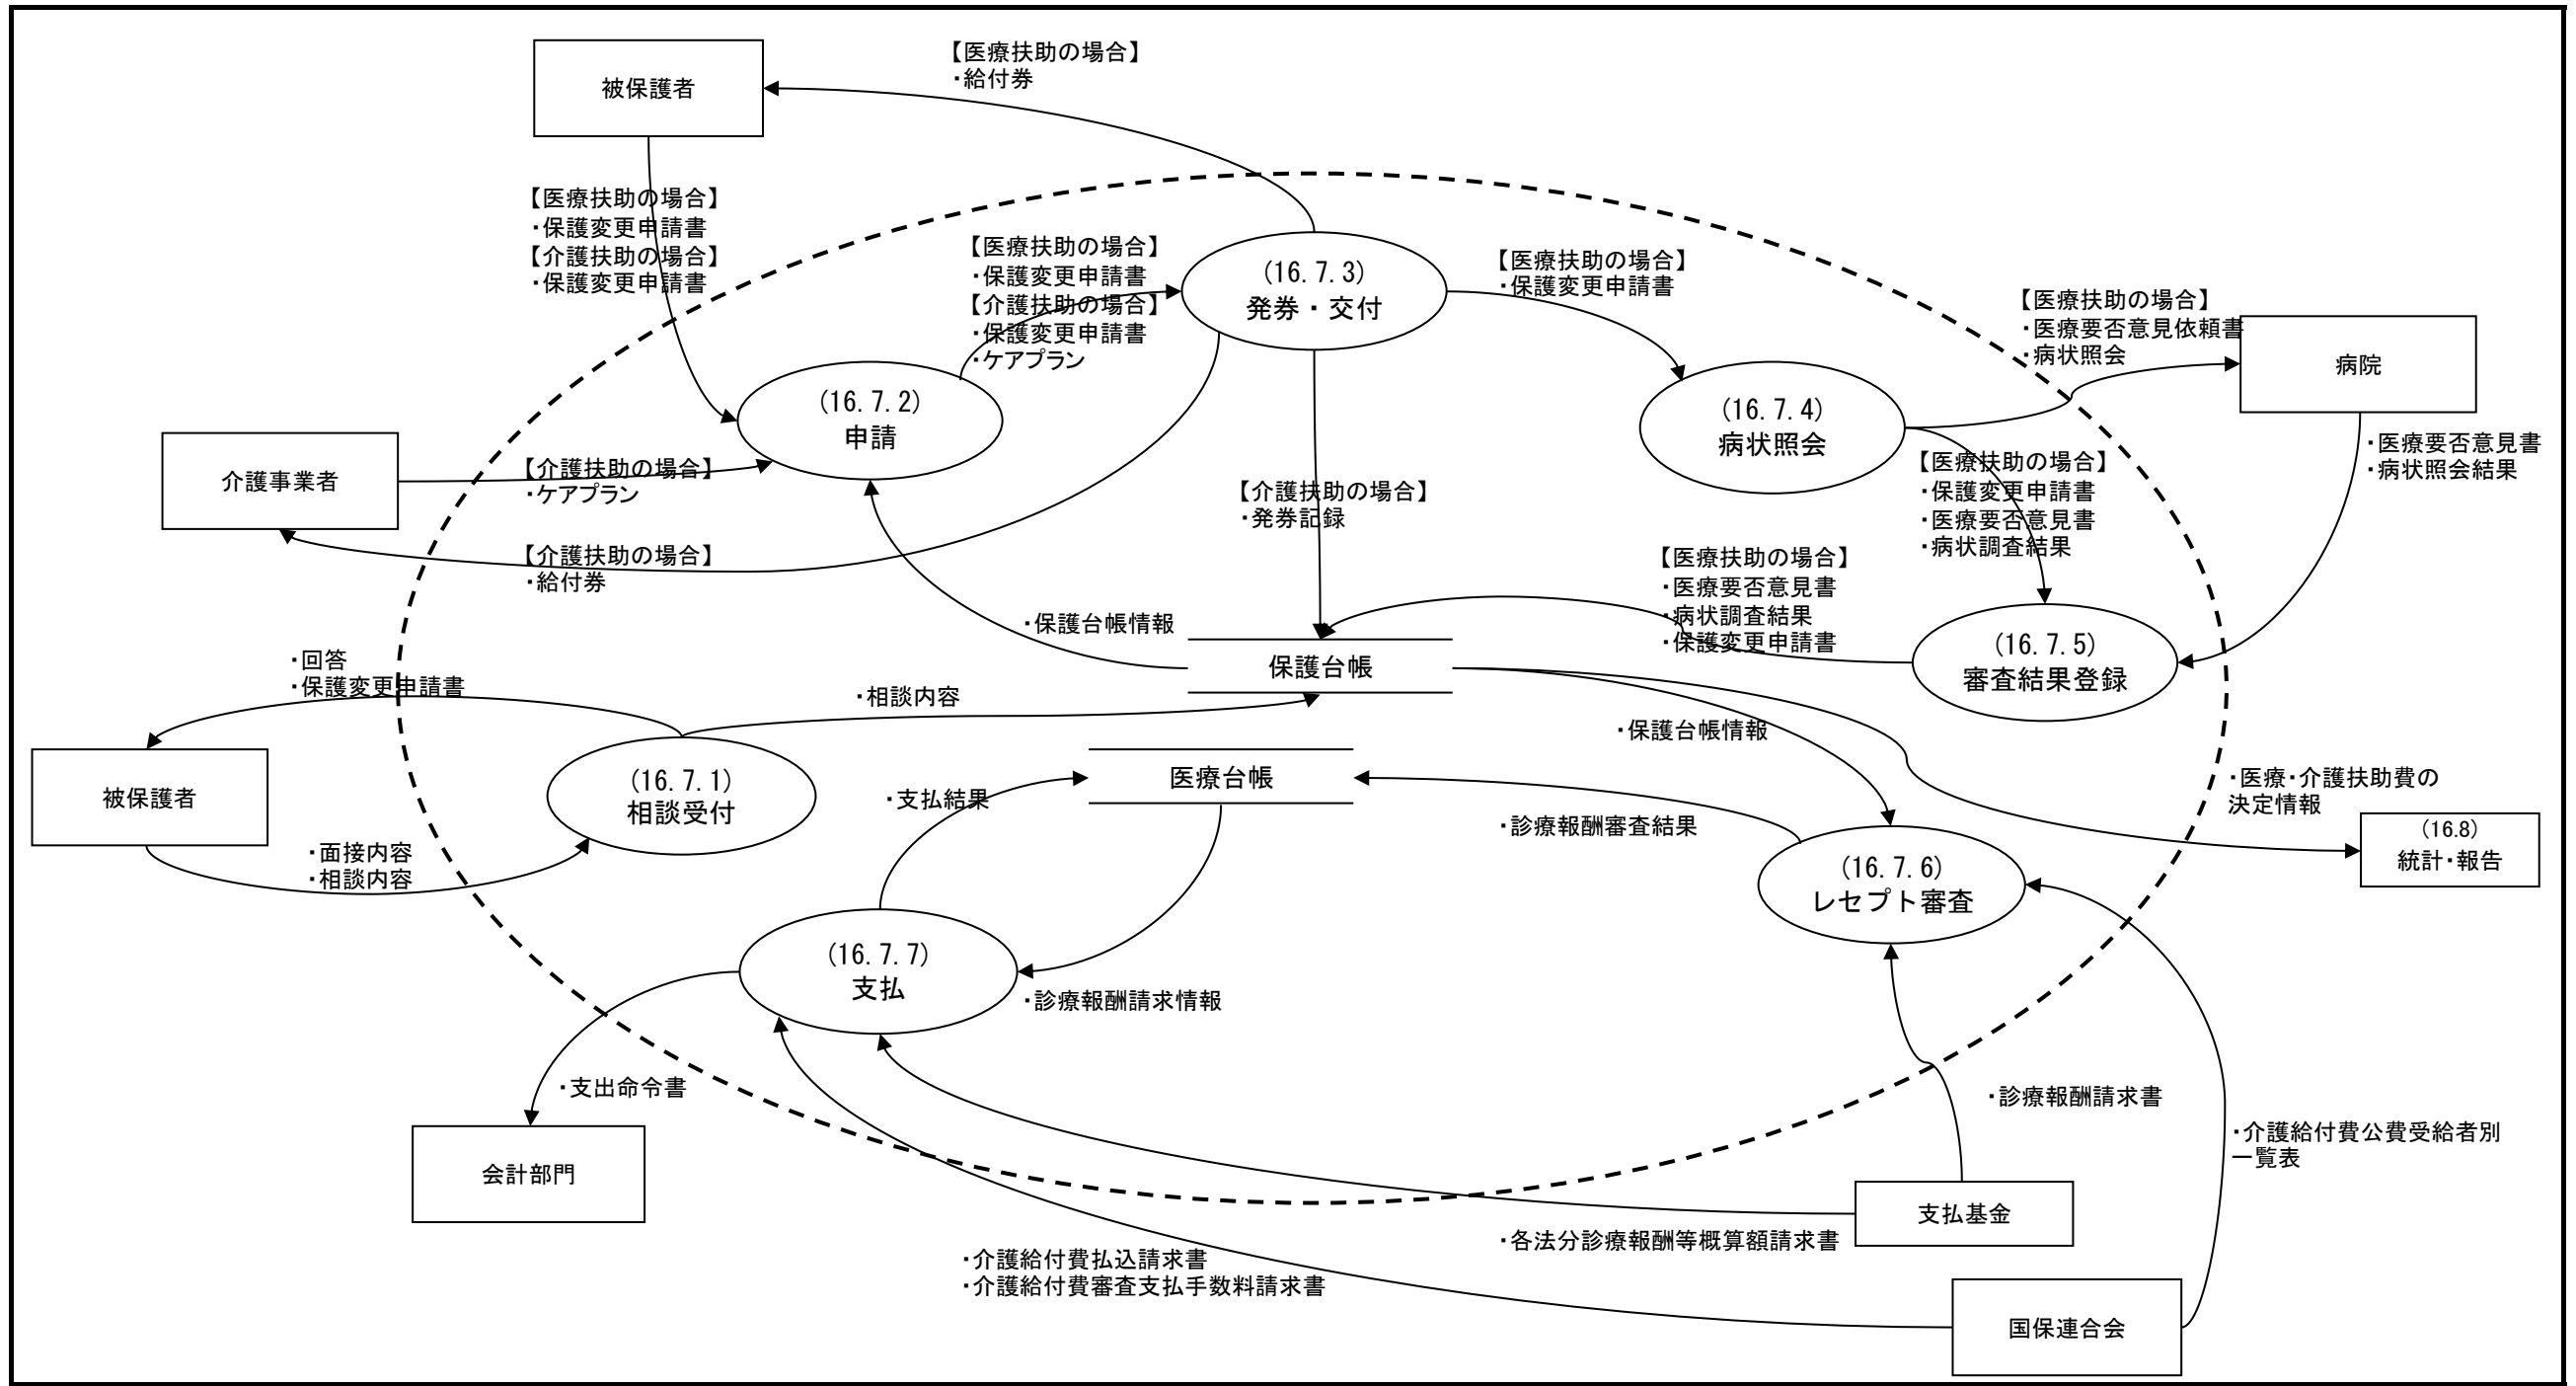 被保護者
【医療扶助の場合】
・給付券
【医療扶助の場合】
・保護変更申請書
【介護扶助の場合】
・保護変更申請書
【医療扶助の場合】
・保護変更申請書
【介護扶助の場合】
・保護変更申請書
・ケアプラン
(16.7.3)
発券・交付
【医療扶助の場合】
・保護変更申請書
【医療扶助の場合】
・医療要否意見依頼書
・病状照会
病院
(16.7.2)
申請
(16.7.4)
病状照会
介護事業者
【介護扶助の場合】
・ケアプラン
【介護扶助の場合】
・発券記録
【医療扶助の場合】
・保護変更申請書
・医療要否意見書
・病状調査結果
・医療要否意見書
・病状照会結果
【介護扶助の場合】
・給付券
【医療扶助の場合】
・医療要否意見書
・病状調査結果
・保護変更申請書
・保護台帳情報
保護台帳
(16.7.5)
審査結果登録
・回答
・保護変更申請書
・相談内容
・保護台帳情報
被保護者
(16.7.1)
相談受付
・支払結果
医療台帳
・診療報酬審査結果
・医療・介護扶助費の
決定情報
(16.8)
統計・報告
・面接内容
・相談内容
(16.7.6)
レセプト審査
(16.7.7)
支払
・診療報酬請求情報
・支出命令書
・診療報酬請求書
・介護給付費公費受給者別
一覧表
会計部門
支払基金
・各法分診療報酬等概算額請求書
・介護給付費払込請求書
・介護給付費審査支払手数料請求書
国保連合会